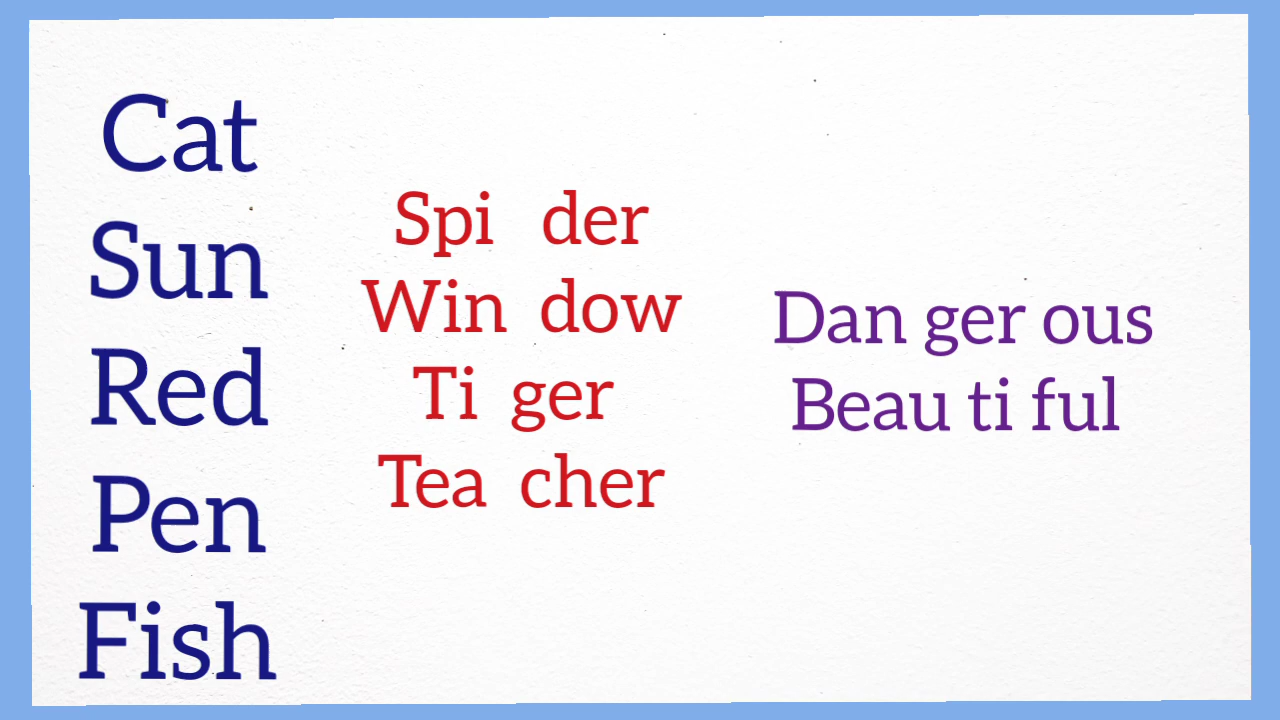 Cat
Sun
Red
Pen
Fish
Spi der
Win dow
Ti ger
Tea cher
Dan ger ous
Beau ti ful